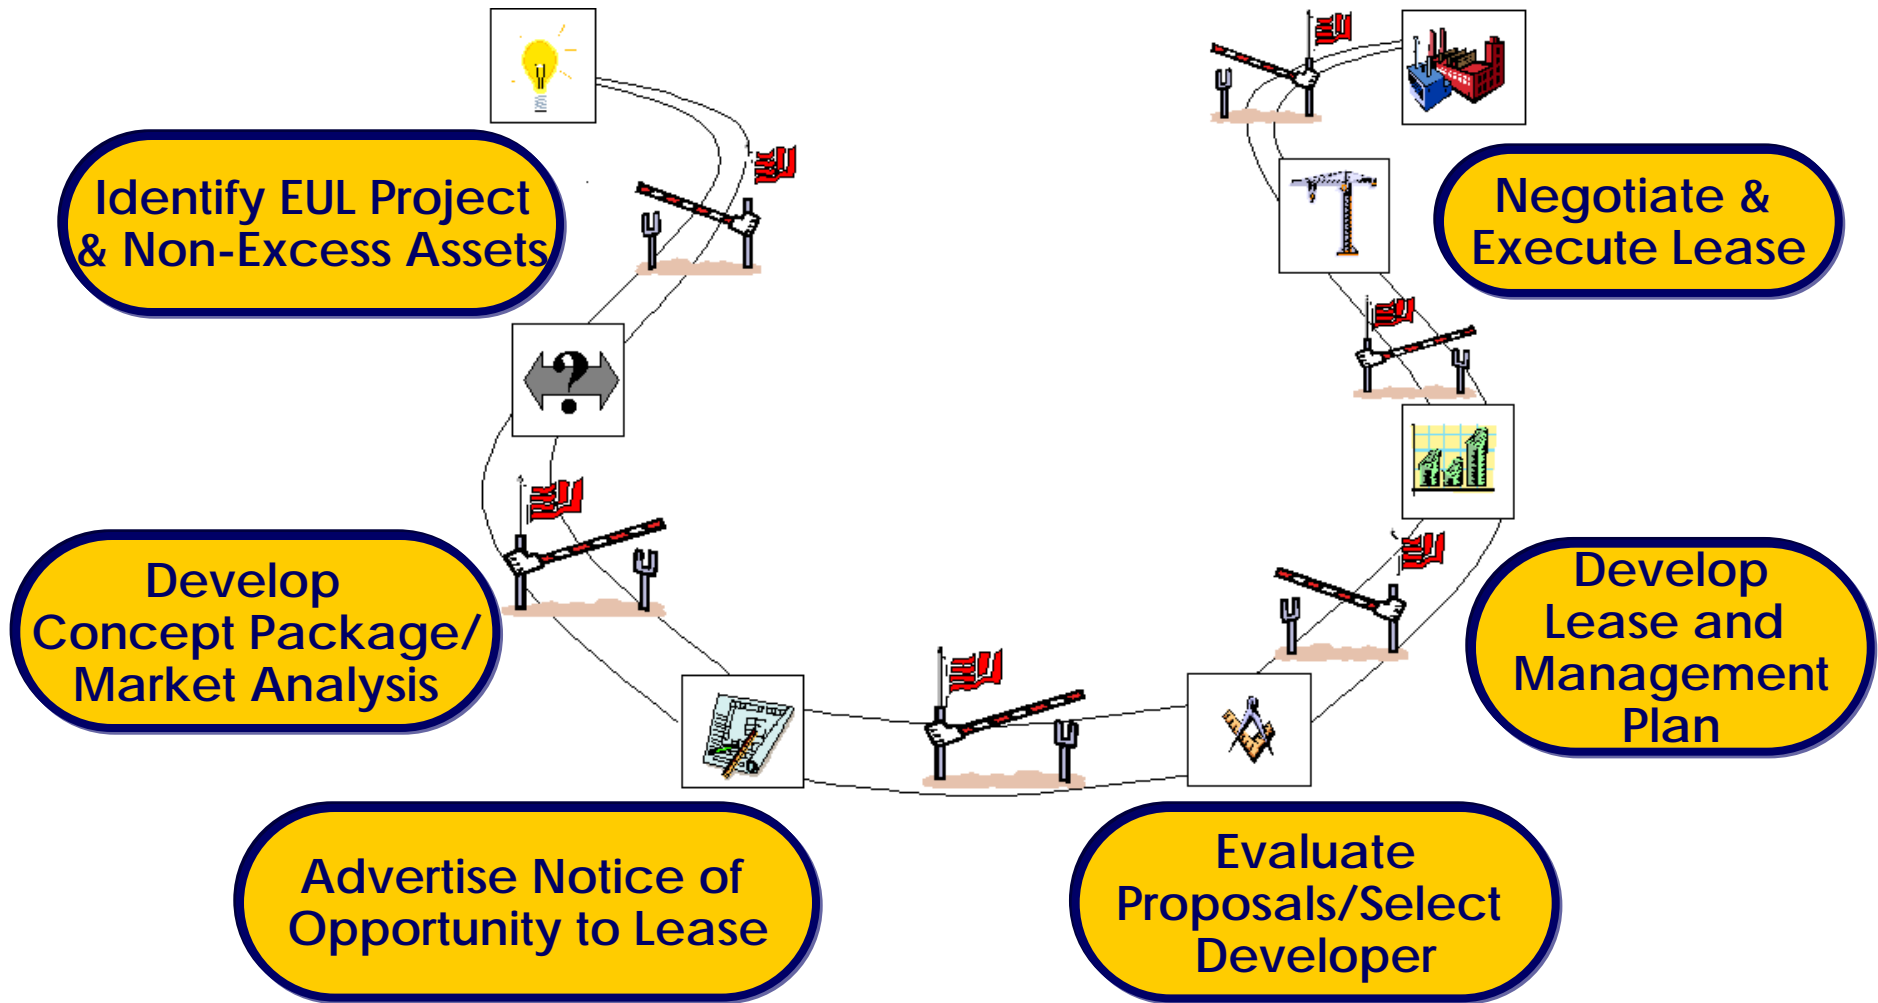 Identify EUL Project
& Non-Excess Assets
Develop
Concept Package/
Market Analysis
Advertise Notice of
Opportunity to Lease
Evaluate
Proposals/Select
Developer
Develop
Lease and
Management
Plan
Negotiate &
Execute Lease
?